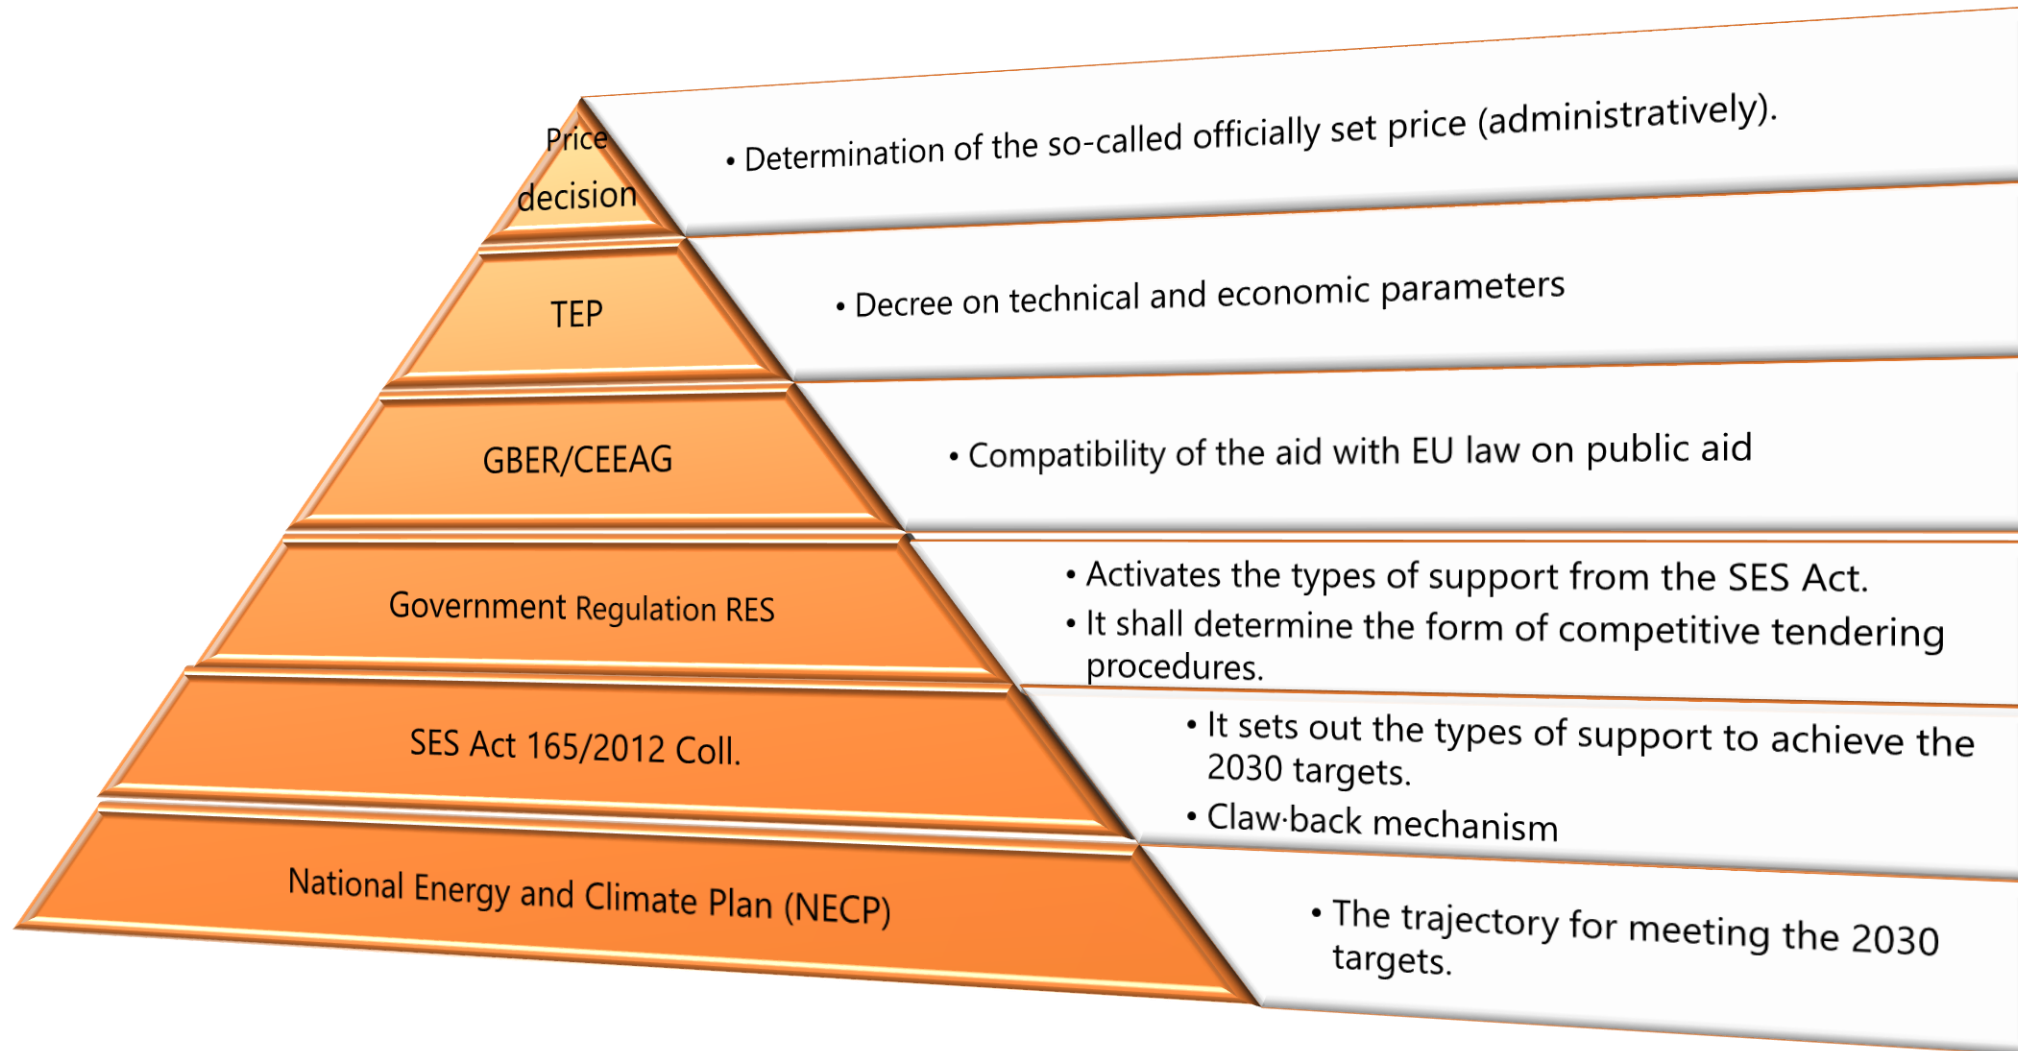 Price
decision
• Determination of the so-called officially set price (administratively).
TEP
• Decree on technical and economic parameters
GBER/CEEAG
• Compatibility of the aid with EU law on public aid
Government Regulation RES
• Activates the types of support from the SES Act.
• It shall determine the form of competitive tendering
procedures.
SES Act 165/2012 Coll.
• It sets out the types of support to achieve the
2030 targets.
• Claw·back mechanism
National Energy and Climate Plan (NECP)
• The trajectory for meeting the 2030
targets.